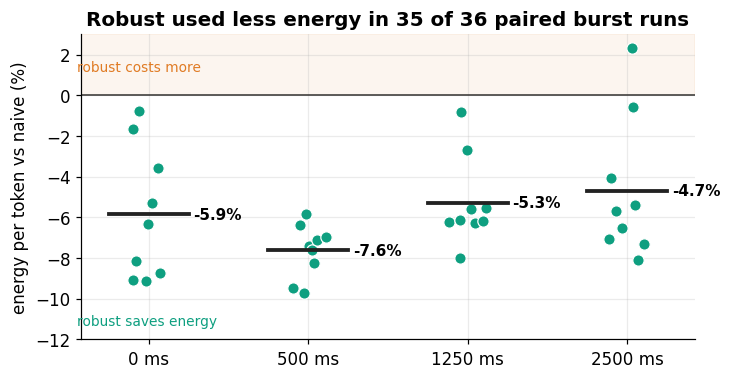 Robust used less energy in 35 of 36 paired burst runs
energy per token vs naive (%)
2
0
−2
−4
−6
−8
−10
−12
robust costs more
-5.9%
-7.6%
-5.3%
-4.7%
robust saves energy
0 ms
500 ms
1250 ms
2500 ms